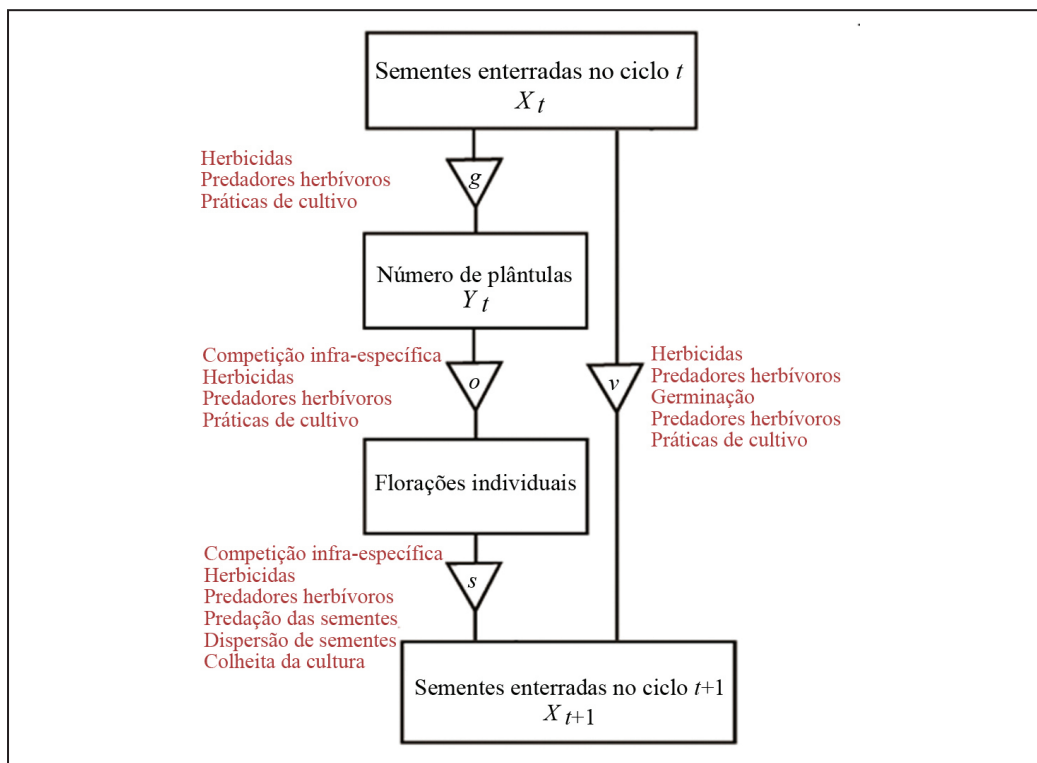 Sementes enterradas no ciclo t
X t
Herbicidas
Predadores herbívoros
Práticas de cultivo
g
Número de plântulas
Y t
Competição infra-específica
Herbicidas
Predadores herbívoros
Práticas de cultivo
o
Herbicidas
Predadores herbívoros
Germinação
Predadores herbívoros
Práticas de cultivo
v
Florações individuais
Competição infra-específica
Herbicidas
Predadores herbívoros
Predação das sementes
Dispersão de sementes
Colheita da cultura
s
Sementes enterradas no ciclo t+1
X t+1